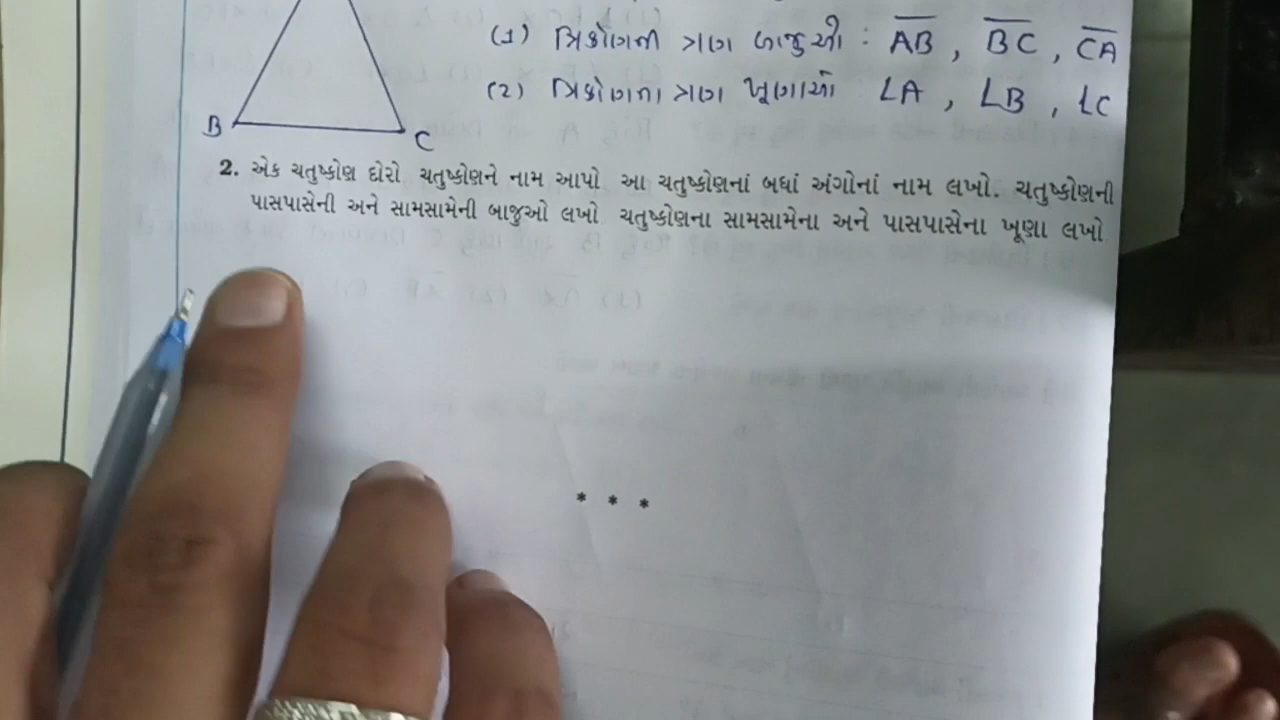 (1) ત્રિકોણની ત્રણ બાજુઓ : AB , BC , CA
(2) ત્રિકોણના ત્રણ ખૂણાઓ ∠A , ∠B , ∠C
B
C
2. એક ચતુષ્કોણ દોરો ચતુષ્કોણને નામ આપો આ ચતુષ્કોણનાં બધાં અંગોનાં નામ લખો. ચતુષ્કોણની
પાસપાસેની અને સામસામેની બાજુઓ લખો ચતુષ્કોણના સામસામેના અને પાસપાસેના ખૂણા લખો
* * *